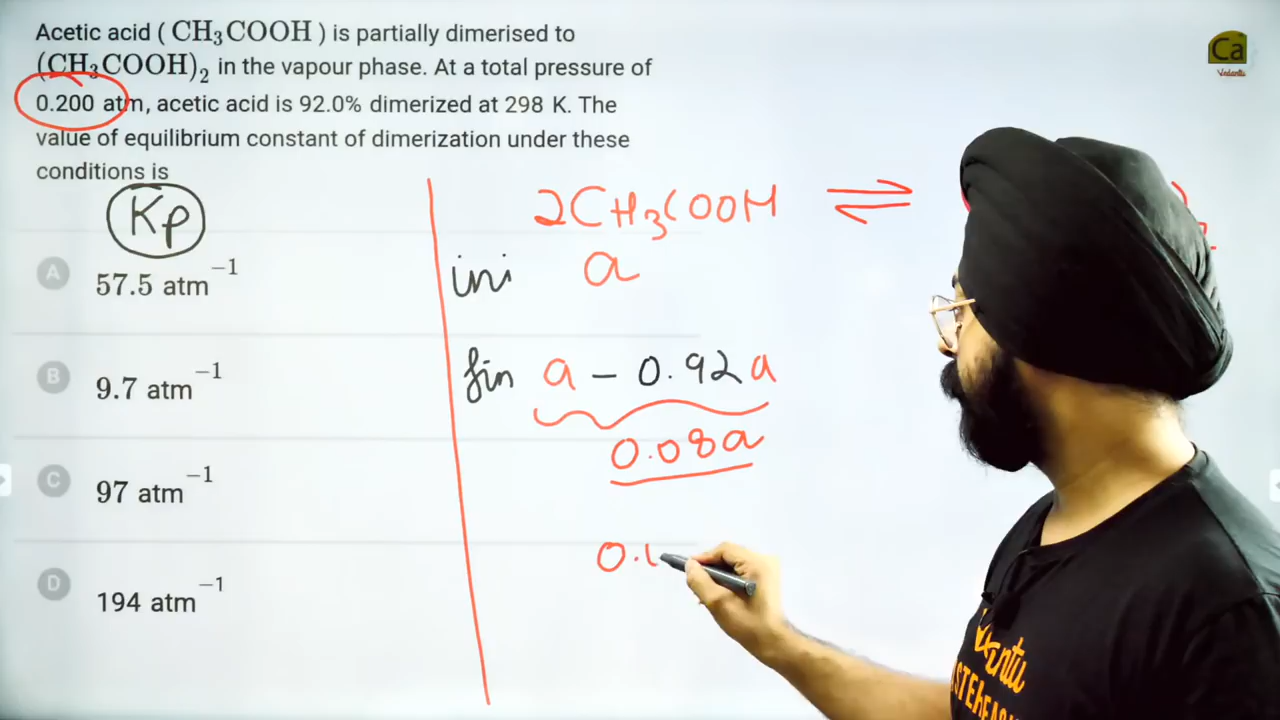 Acetic acid ( CH₃COOH ) is partially dimerised to
(CH₃COOH)₂ in the vapour phase. At a total pressure of
0.200 atm, acetic acid is 92.0% dimerized at 298 K. The
value of equilibrium constant of dimerization under these
conditions is
Kp
A 57.5 atm⁻¹
B 9.7 atm⁻¹
C 97 atm⁻¹
D 194 atm⁻¹
2CH₃COOH ⇌
ini a
fin a – 0.92a
0.08a
Ca
Vedantu